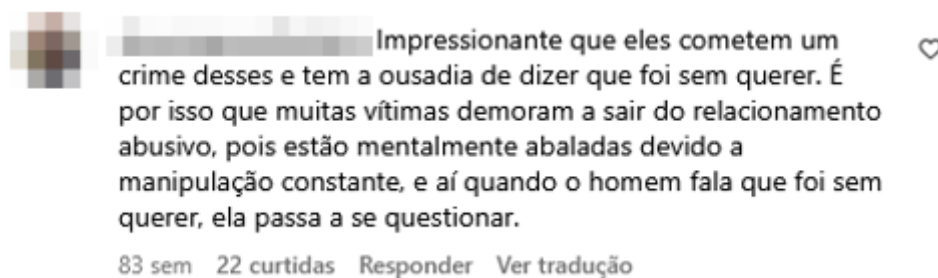 Impressionante que eles cometem um
crime desses e tem a ousadia de dizer que foi sem querer. É
por isso que muitas vítimas demoram a sair do relacionamento
abusivo, pois estão mentalmente abaladas devido a
manipulação constante, e aí quando o homem fala que foi sem
querer, ela passa a se questionar.
83 sem 22 curtidas Responder Ver tradução